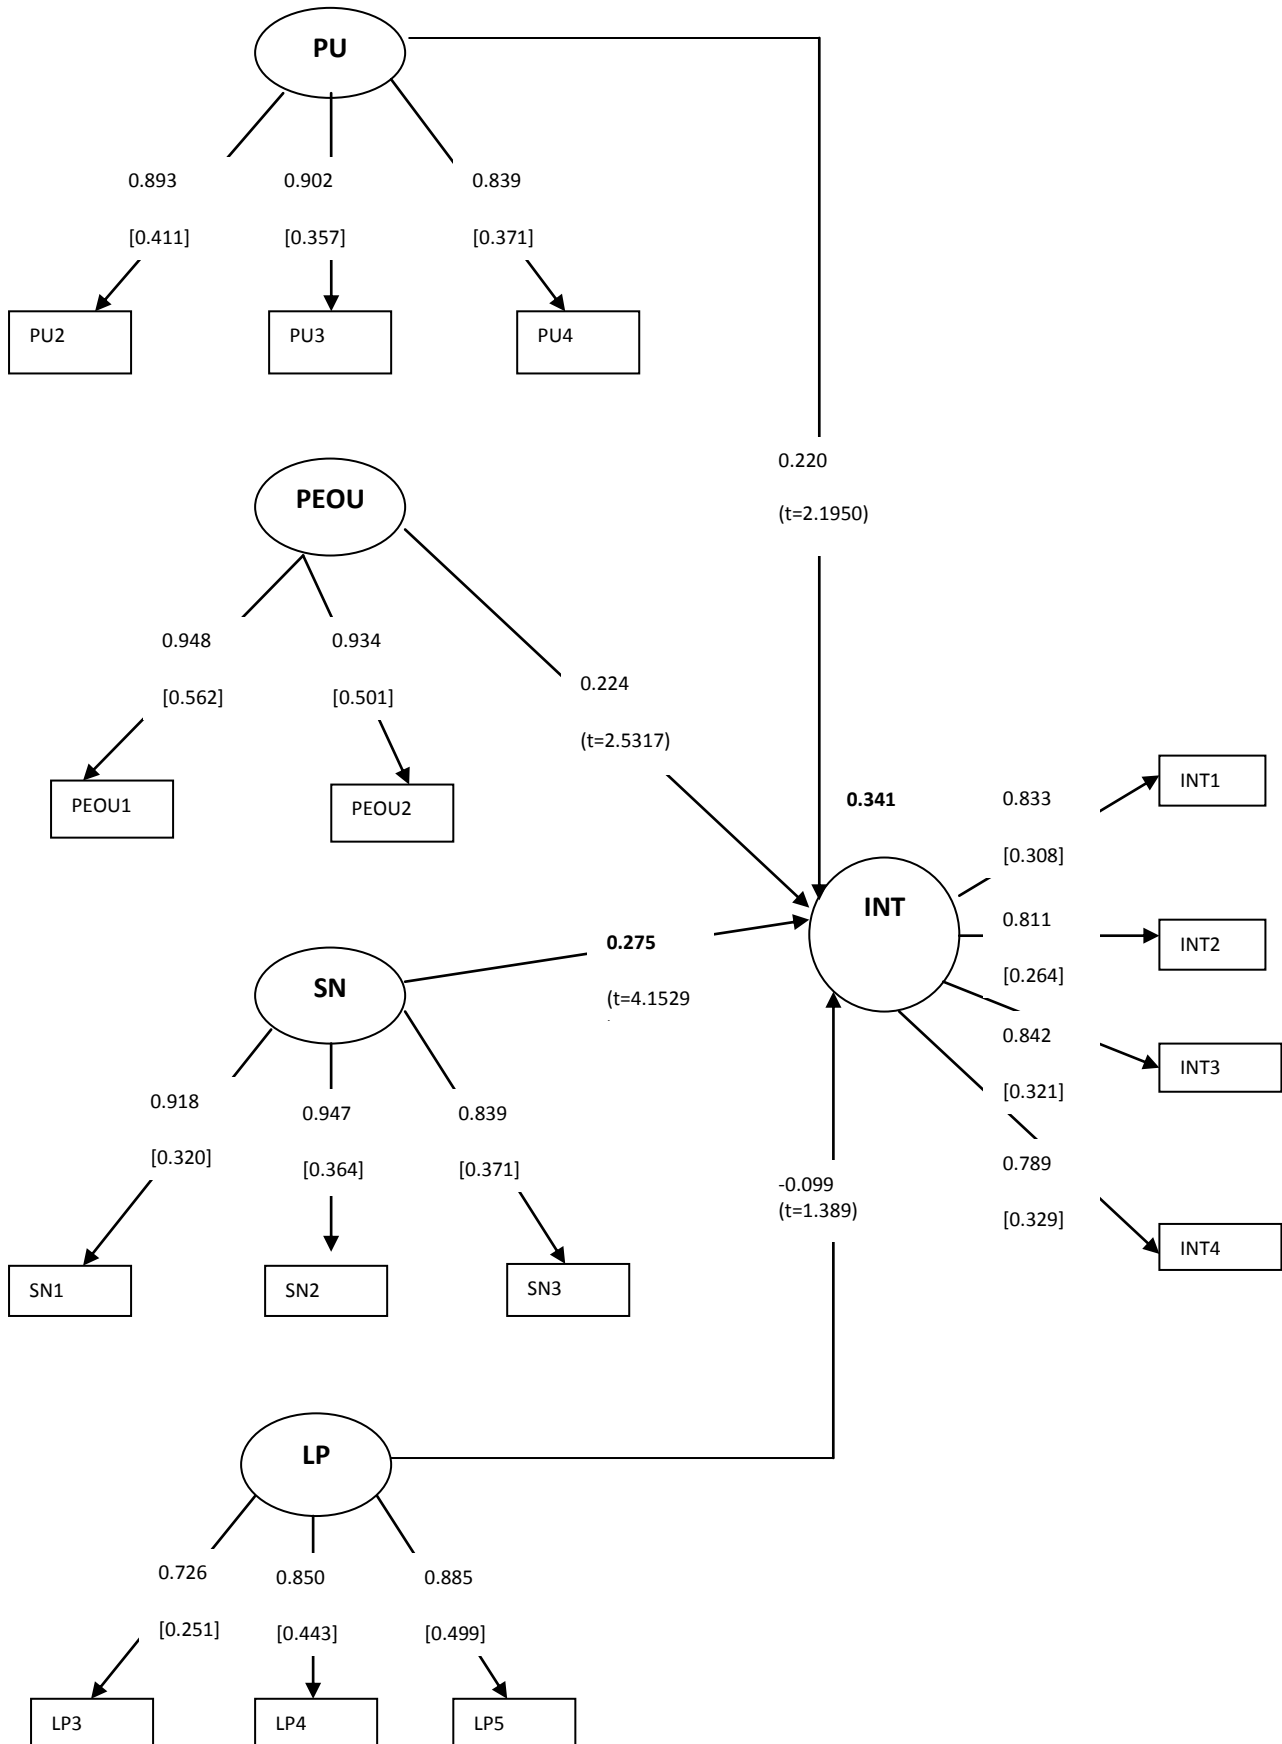 PU
0.893
[0.411]
0.902
[0.357]
0.839
[0.371]
PU2
PU3
PU4
0.220
(t=2.1950)
PEOU
0.948
[0.562]
0.934
[0.501]
0.224
(t=2.5317)
PEOU1
PEOU2
0.341
INT
0.833
[0.308]
0.811
[0.264]
0.842
[0.321]
0.789
[0.329]
INT1
INT2
INT3
INT4
SN
0.275
(t=4.1529
0.918
[0.320]
0.947
[0.364]
0.839
[0.371]
SN1
SN2
SN3
-0.099
(t=1.389)
LP
0.726
[0.251]
0.850
[0.443]
0.885
[0.499]
LP3
LP4
LP5